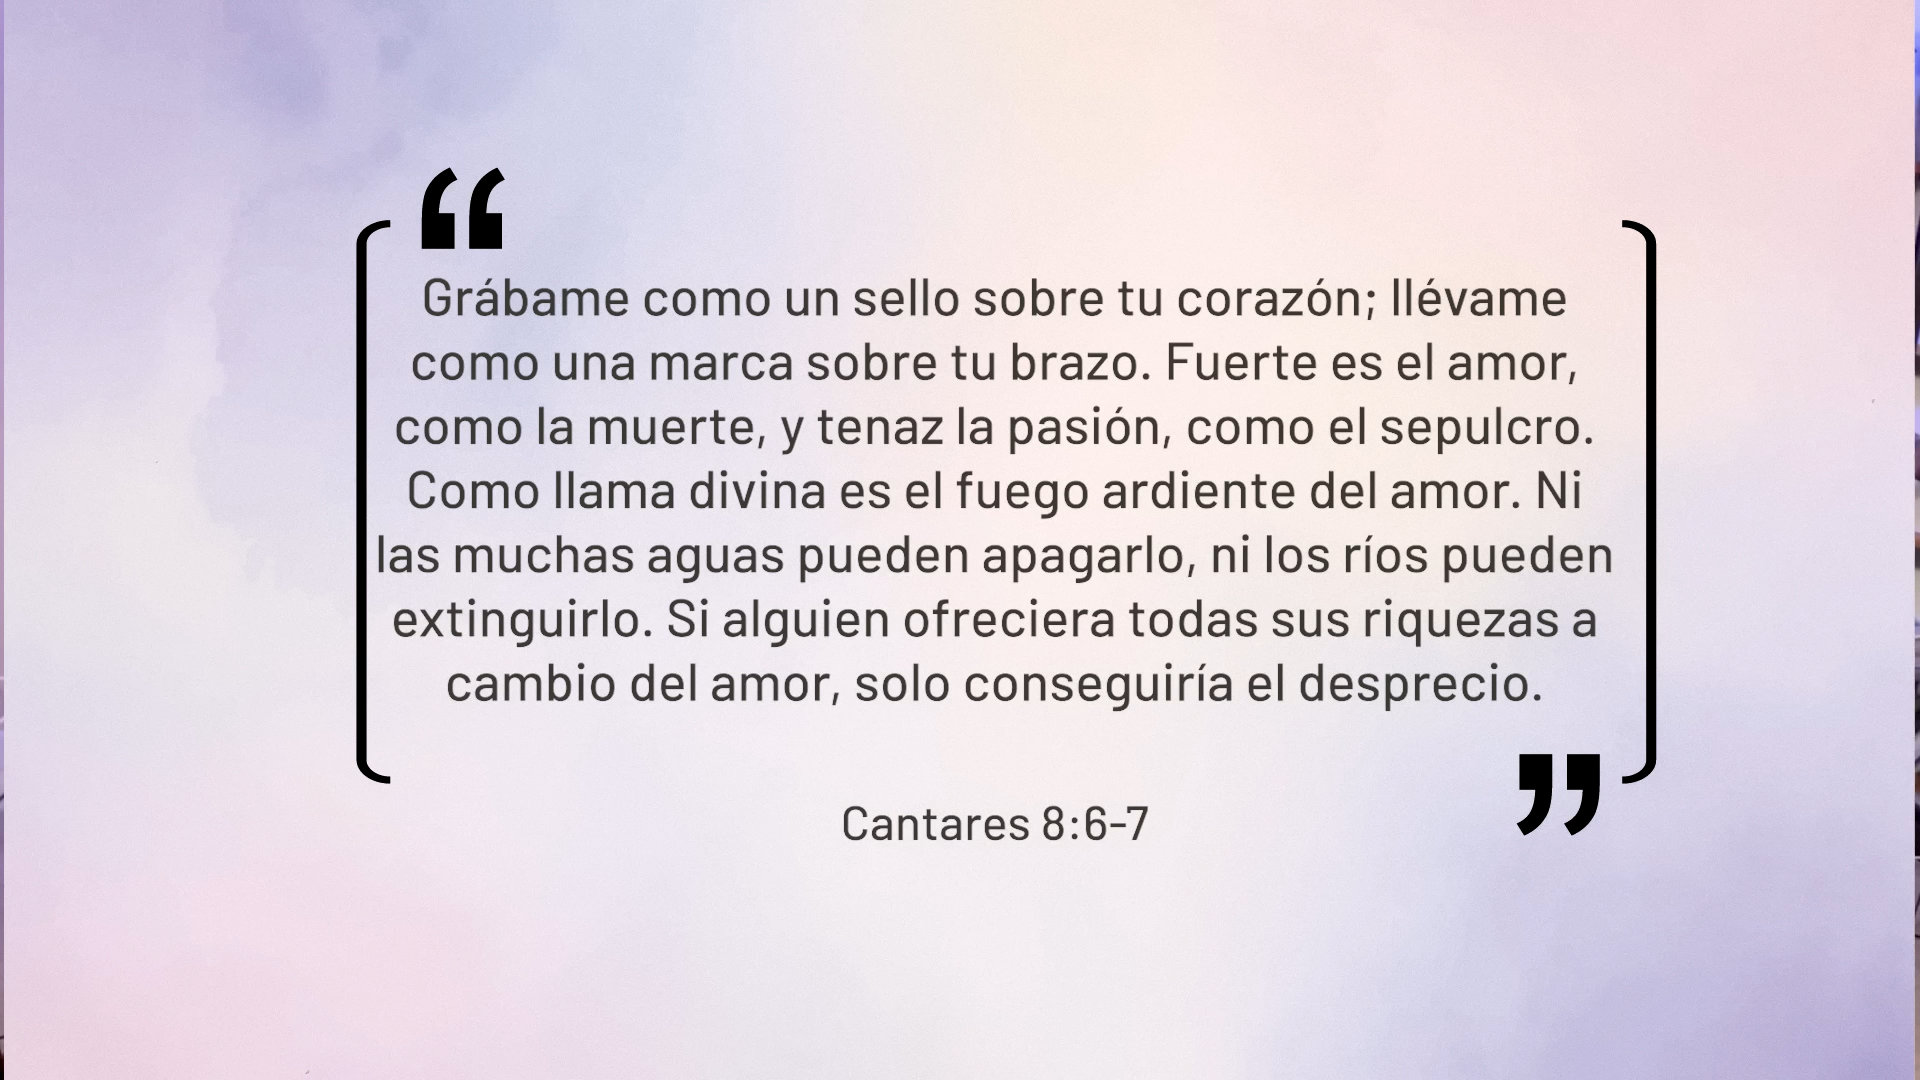 “
Grábame como un sello sobre tu corazón; llévame
como una marca sobre tu brazo. Fuerte es el amor,
como la muerte, y tenaz la pasión, como el sepulcro.
Como llama divina es el fuego ardiente del amor. Ni
las muchas aguas pueden apagarlo, ni los ríos pueden
extinguirlo. Si alguien ofreciera todas sus riquezas a
cambio del amor, solo conseguiría el desprecio.
”
Cantares 8:6-7